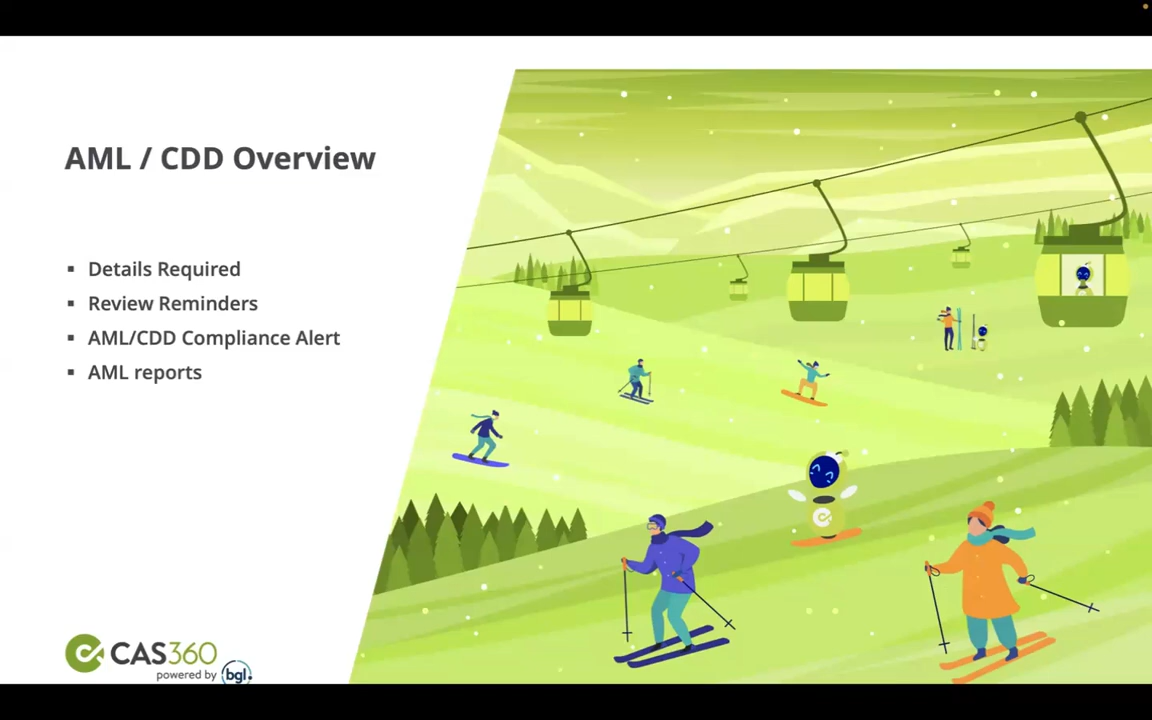 AML / CDD Overview
▪ Details Required
▪ Review Reminders
▪ AML/CDD Compliance Alert
▪ AML reports
CAS360
powered by bgl.